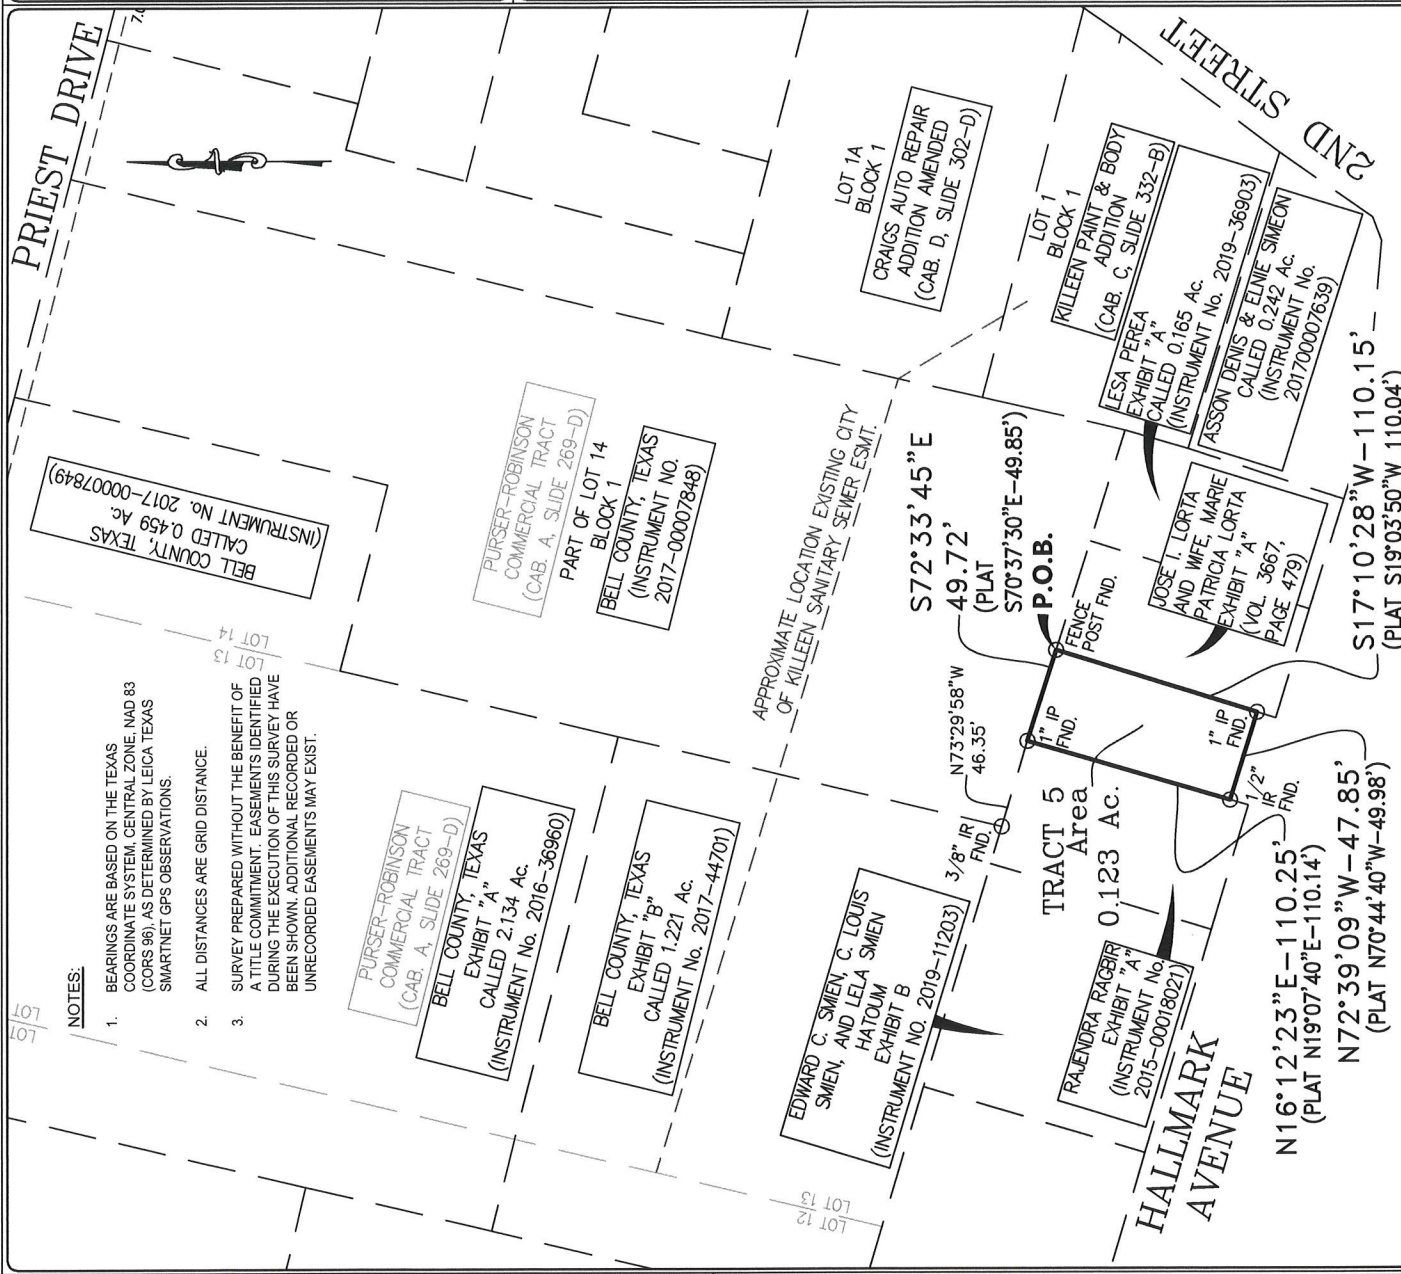 PRIEST DRIVE
7.0
BELL COUNTY, TEXAS
CALLED 0.459 Ac.
(INSTRUMENT No. 2017-00007849)
NOTES:
1. BEARINGS ARE BASED ON THE TEXAS
COORDINATE SYSTEM, CENTRAL ZONE, NAD 83
(CORS 96), AS DETERMINED BY LEICA TEXAS
SMARTNET GPS OBSERVATIONS.
2. ALL DISTANCES ARE GRID DISTANCE.
3. SURVEY PREPARED WITHOUT THE BENEFIT OF
A TITLE COMMITMENT. EASEMENTS IDENTIFIED
DURING THE EXECUTION OF THIS SURVEY HAVE
BEEN SHOWN. ADDITIONAL RECORDED OR
UNRECORDED EASEMENTS MAY EXIST.
LOT
LOT
LOT 14
LOT 13
PURSER-ROBINSON
COMMERCIAL TRACT
(CAB. A, SLIDE 269-D)
PART OF LOT 14
BLOCK 1
BELL COUNTY, TEXAS
(INSTRUMENT NO.
2017-00007848)
PURSER-ROBINSON
COMMERCIAL TRACT
(CAB. A, SLIDE 269-D)
BELL COUNTY, TEXAS
EXHIBIT "A"
CALLED 2.134 Ac.
(INSTRUMENT No. 2016-36960)
BELL COUNTY, TEXAS
EXHIBIT "B"
CALLED 1.221 Ac.
(INSTRUMENT No. 2017-44701)
APPROXIMATE LOCATION EXISTING CITY
OF KILLEEN SANITARY SEWER ESMT.
LOT 1A
BLOCK 1
CRAIGS AUTO REPAIR
ADDITION AMENDED
(CAB. D, SLIDE 302-D)
2ND STREET
LOT 1
BLOCK 1
KILLEEN PAINT & BODY
ADDITION
(CAB. C, SLIDE 332-B)
LESA PEREA
EXHIBIT "A"
CALLED 0.165 Ac.
(INSTRUMENT No. 2019-36903)
ASSON DENIS & ELNIE SIMEON
CALLED 0.242 Ac.
(INSTRUMENT No.
201700007639)
JOSE I. LORTA
AND WIFE, MARIE
PATRICIA LORTA
EXHIBIT "A"
(VOL. 3667,
PAGE 479)
S72°33'45"E
49.72'
(PLAT
S70°37'30"E-49.85')
P.O.B.
FENCE
POST FND.
N73°29'58"W
46.35'
3/8" IR
FND.
1" IP
FND.
1" IP
FND.
1/2"
IR
FND.
TRACT 5
Area
0.123 Ac.
LOT 12
LOT 13
EDWARD C. SMIEN, C. LOUIS
SMIEN, AND LELA SMIEN
HATOUM
EXHIBIT B
(INSTRUMENT NO. 2019-11203)
RAJENDRA RAGBIR
EXHIBIT "A"
(INSTRUMENT No.
2015-00018021)
HALLMARK
AVENUE
S17°10'28"W-110.15'
(PLAT S19°03'50"W 110.04')
N16°12'23"E-110.25'
(PLAT N19°07'40"E-110.14')
N72°39'09"W-47.85'
(PLAT N70°44'40"W-49.98')